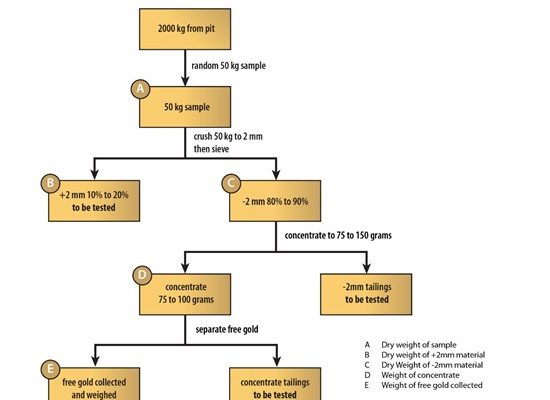 2000 kg from pit
random 50 kg sample
A
50 kg sample
crush 50 kg to 2 mm
then sieve
B
+2 mm 10% to 20%
to be tested
C
-2 mm 80% to 90%
concentrate to 75 to 150 grams
D
concentrate
75 to 100 grams
-2mm tailings
to be tested
separate free gold
E
free gold collected
and weighed
concentrate tailings
to be tested
A Dry weight of sample
B Dry weight of +2mm material
C Dry Weight of -2mm material
D Weight of concentrate
E Weight of free gold collected